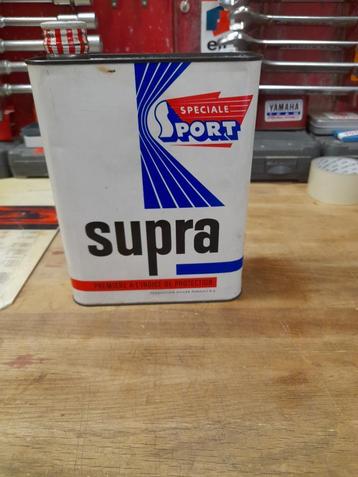 SPECIALE
SPORT
supra
PREMIERE A L'INDICE DE PROTECTION
YAMAHA